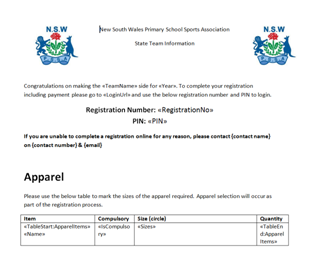 N.S.W
New South Wales Primary School Sports Association
N.S.W
State Team Information
Congratulations on making the «TeamName» side for «Year». To complete your registration
including payment please go to «LoginUrl» and use the below registration number and PIN to login.
Registration Number: «RegistrationNo»
PIN: «PIN»
If you are unable to complete a registration online for any reason, please contact {contact name}
on {contact number} & {email}
Apparel
Please use the below table to mark the sizes of the apparel required. Apparel selection will occur as
part of the registration process.
Item Compulsory Size (circle) Quantity
«TableStart:ApparelItems» «IsCompulso «Sizes» «TableEn
«Name» ry» d:Apparel
Items»